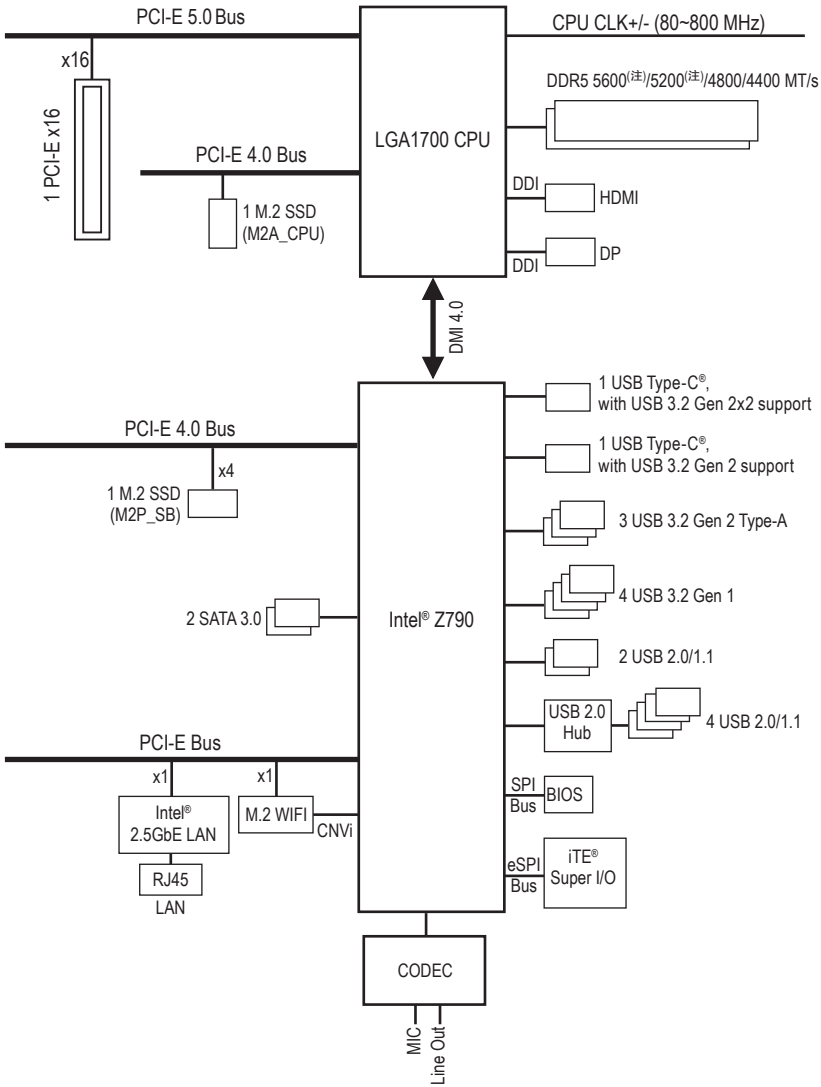 PCI-E 5.0 Bus
CPU CLK+/- (80~800 MHz)
x16
1 PCI-E x16
DDR5 5600(注)/5200(注)/4800/4400 MT/s
LGA1700 CPU
PCI-E 4.0 Bus
1 M.2 SSD
(M2A_CPU)
DDI
HDMI
DP
DDI
DMI 4.0
1 USB Type-C®,
with USB 3.2 Gen 2x2 support
PCI-E 4.0 Bus
x4
1 M.2 SSD
(M2P_SB)
1 USB Type-C®,
with USB 3.2 Gen 2 support
3 USB 3.2 Gen 2 Type-A
4 USB 3.2 Gen 1
2 SATA 3.0
Intel® Z790
2 USB 2.0/1.1
USB 2.0
Hub
4 USB 2.0/1.1
PCI-E Bus
x1
x1
Intel®
2.5GbE LAN
M.2 WIFI
CNVi
RJ45
LAN
SPI
Bus
BIOS
eSPI
Bus
iTE®
Super I/O
CODEC
MIC
Line Out